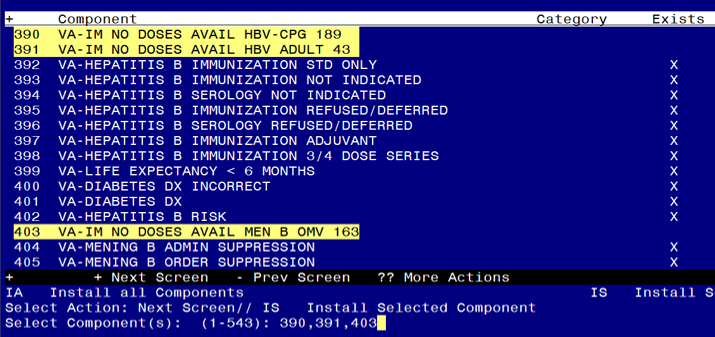 + Component Category Exists
390 VA-IM NO DOSES AVAIL HBV-CPG 189
391 VA-IM NO DOSES AVAIL HBV ADULT 43
392 VA-HEPATITIS B IMMUNIZATION STD ONLY X
393 VA-HEPATITIS B IMMUNIZATION NOT INDICATED X
394 VA-HEPATITIS B SEROLOGY NOT INDICATED X
395 VA-HEPATITIS B IMMUNIZATION REFUSED/DEFERRED X
396 VA-HEPATITIS B SEROLOGY REFUSED/DEFERRED X
397 VA-HEPATITIS B IMMUNIZATION ADJUVANT X
398 VA-HEPATITIS B IMMUNIZATION 3/4 DOSE SERIES X
399 VA-LIFE EXPECTANCY < 6 MONTHS X
400 VA-DIABETES DX INCORRECT X
401 VA-DIABETES DX X
402 VA-HEPATITIS B RISK X
403 VA-IM NO DOSES AVAIL MEN B OMV 163
404 VA-MENING B ADMIN SUPPRESSION X
405 VA-MENING B ORDER SUPPRESSION X
+ + Next Screen - Prev Screen ?? More Actions
IA Install all Components IS Install S
Select Action: Next Screen// IS Install Selected Component
Select Component(s): (1-543): 390,391,403